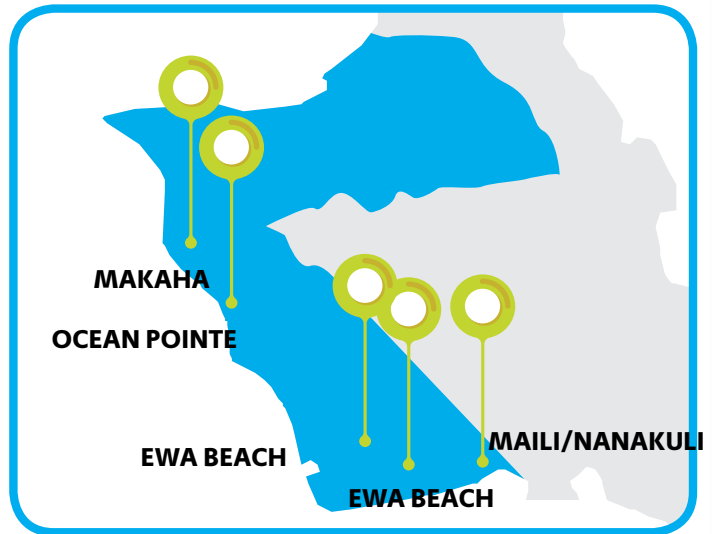 MAKAHA
OCEAN POINTE
EWA BEACH
MAILI/NANAKULI
EWA BEACH